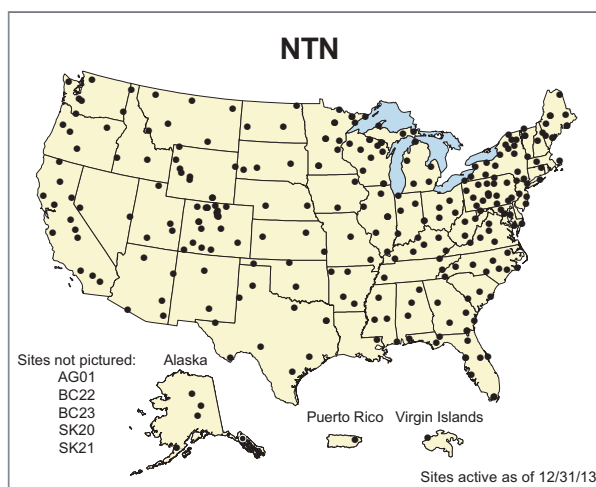 NTN
Sites not pictured:
AG01
BC22
BC23
SK20
SK21
Alaska
Puerto Rico
Virgin Islands
Sites active as of 12/31/13